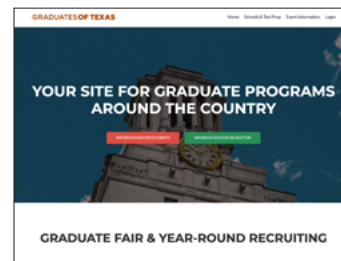 GRADUATES OF TEXAS
Home Schools & Test Prep Event Information Login
YOUR SITE FOR GRADUATE PROGRAMS
AROUND THE COUNTRY
INFORMATION FOR STUDENTS INFORMATION FOR RECRUITERS
GRADUATE FAIR & YEAR-ROUND RECRUITING